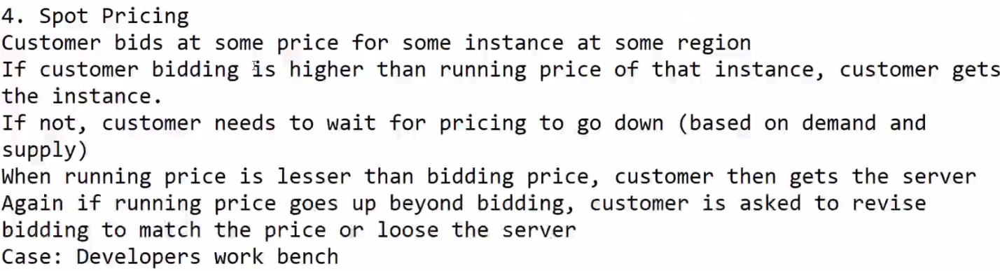 4. Spot Pricing
Customer bids at some price for some instance at some region
If customer bidding is higher than running price of that instance, customer gets
the instance.
If not, customer needs to wait for pricing to go down (based on demand and
supply)
When running price is lesser than bidding price, customer then gets the server
Again if running price goes up beyond bidding, customer is asked to revise
bidding to match the price or loose the server
Case: Developers work bench